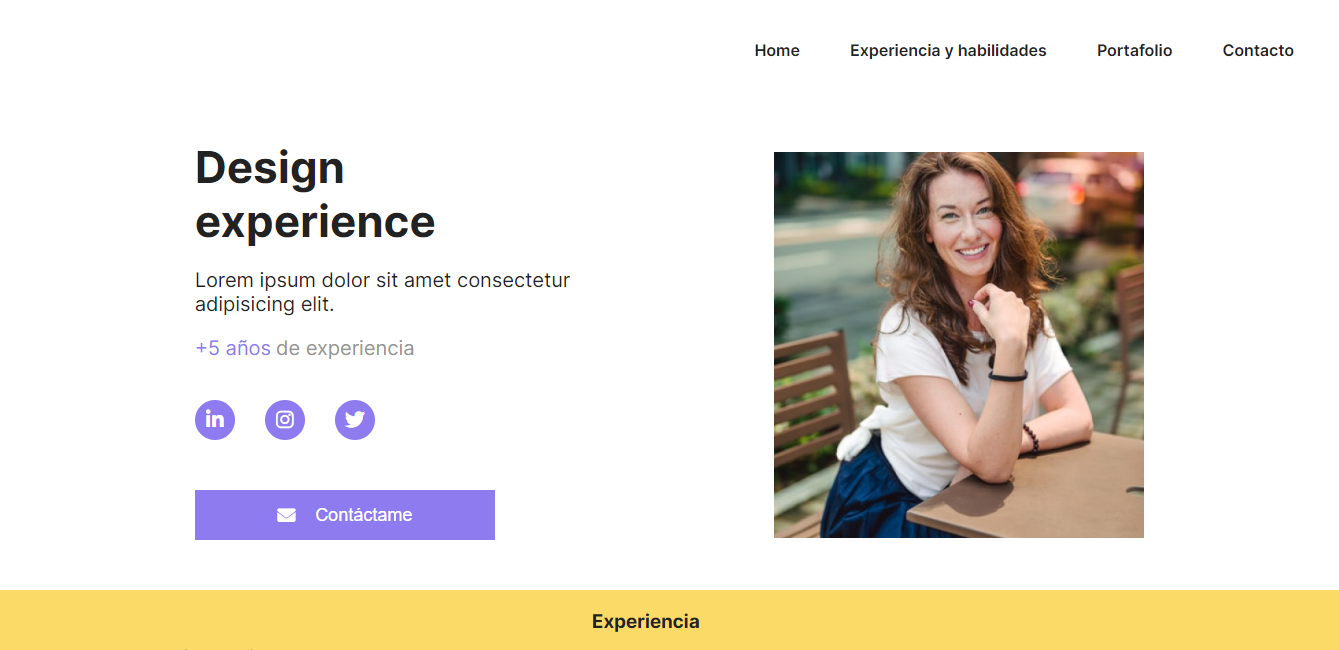 Home Experiencia y habilidades Portafolio Contacto
Design
experience
Lorem ipsum dolor sit amet consectetur
adipisicing elit.
+5 años de experiencia
in
Contáctame
Experiencia